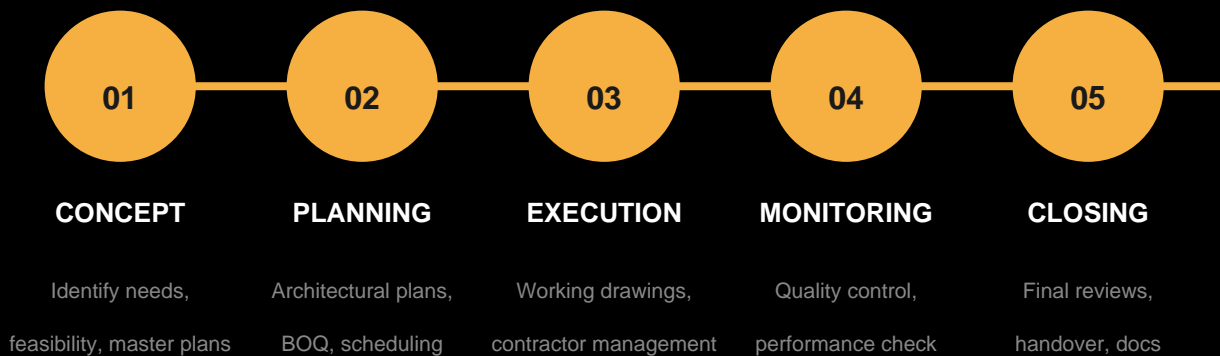 01
02
03
04
05
CONCEPT
PLANNING
EXECUTION
MONITORING
CLOSING
Identify needs,
feasibility, master plans
Architectural plans,
BOQ, scheduling
Working drawings,
contractor management
Quality control,
performance check
Final reviews,
handover, docs